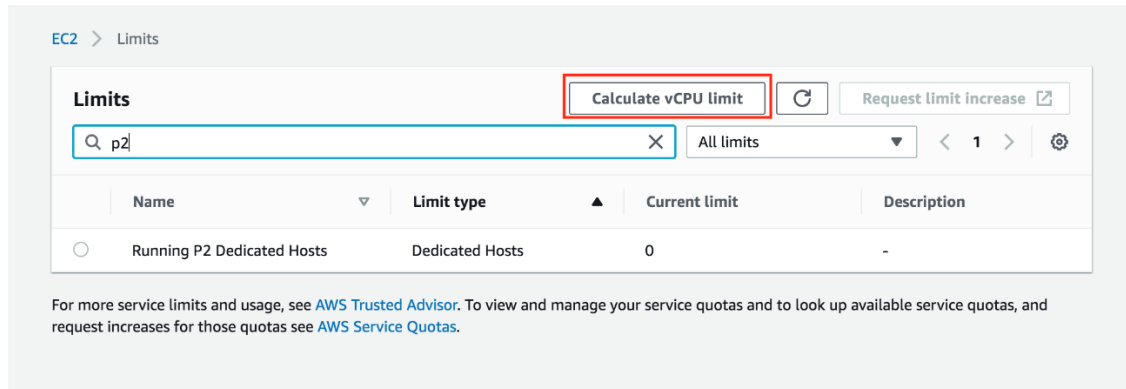 EC2 > Limits
Limits
Calculate vCPU limit
Request limit increase
p2
All limits
1
Name Limit type Current limit Description
Running P2 Dedicated Hosts Dedicated Hosts 0 -
For more service limits and usage, see AWS Trusted Advisor. To view and manage your service quotas and to look up available service quotas, and
request increases for those quotas see AWS Service Quotas.